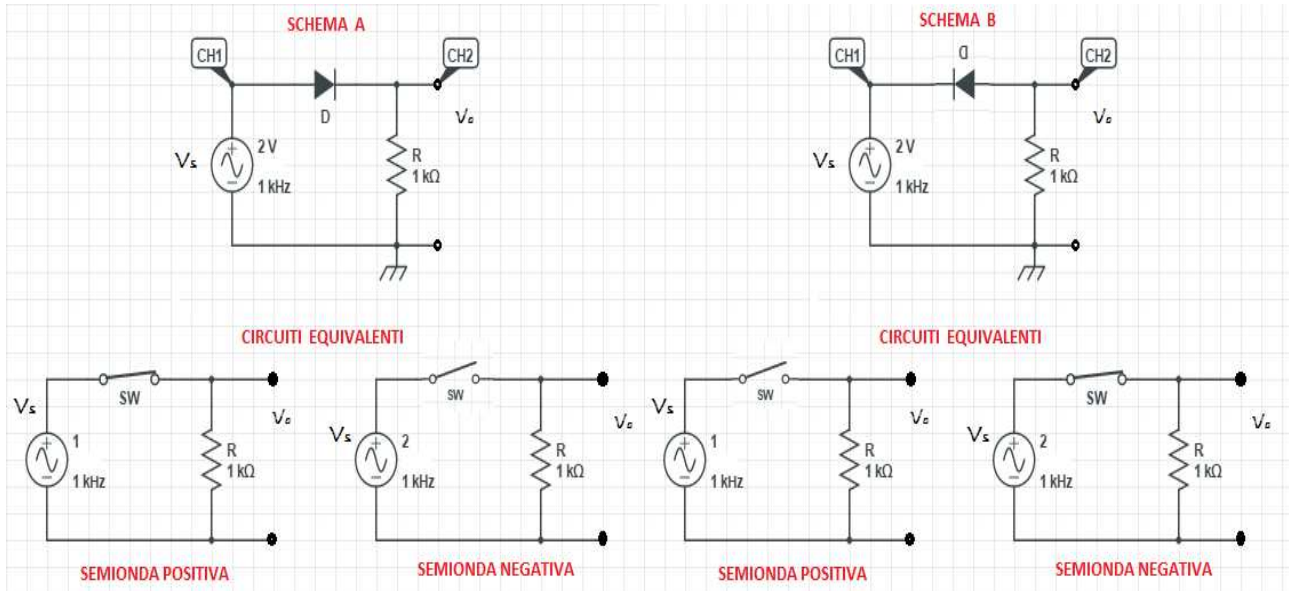 SCHEMA A
CH1
CH2
D
Vₒ
Vₛ
2 V
1 kHz
R
1 kΩ
SCHEMA B
CH1
CH2
D
Vₒ
Vₛ
2 V
1 kHz
R
1 kΩ
CIRCUITI EQUIVALENTI
SW
Vₛ
Vₒ
1
1 kHz
R
1 kΩ
SEMIONDA POSITIVA
SW
Vₛ
Vₒ
2
1 kHz
R
1 kΩ
SEMIONDA NEGATIVA
CIRCUITI EQUIVALENTI
SW
Vₛ
Vₒ
1
1 kHz
R
1 kΩ
SEMIONDA POSITIVA
SW
Vₛ
Vₒ
2
1 kHz
R
1 kΩ
SEMIONDA NEGATIVA